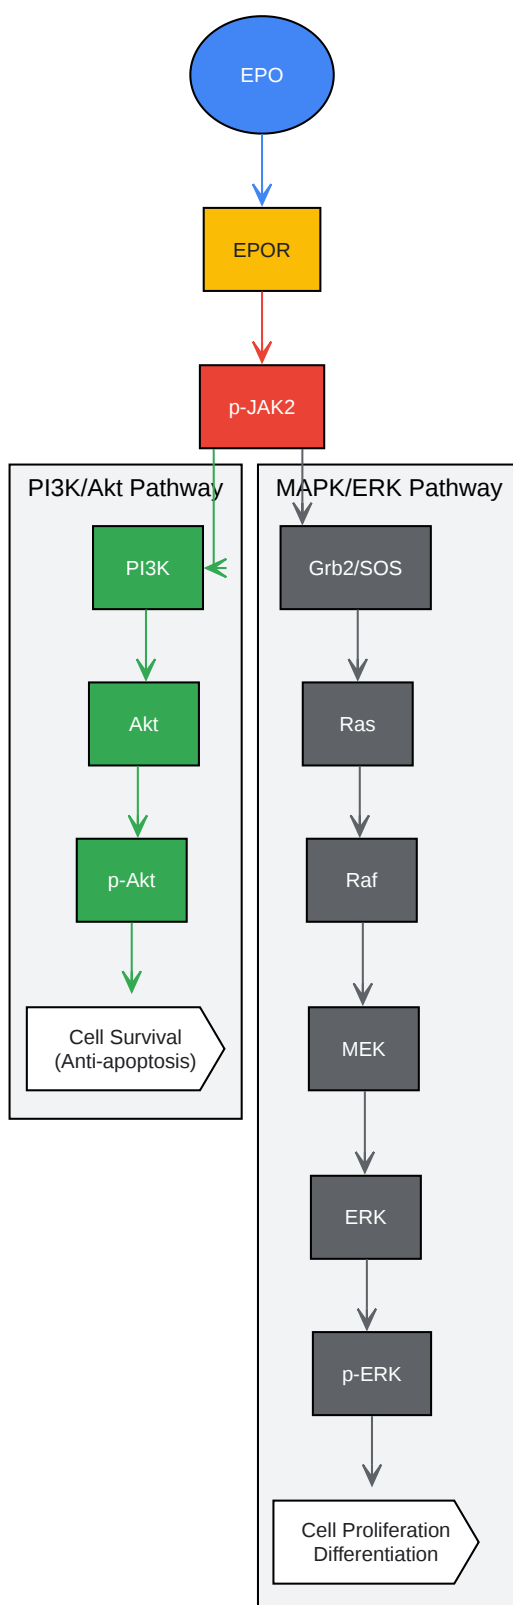 EPO
EPOR
p-JAK2
PI3K/Akt Pathway
PI3K
Akt
p-Akt
Cell Survival
(Anti-apoptosis)
MAPK/ERK Pathway
Grb2/SOS
Ras
Raf
MEK
ERK
p-ERK
Cell Proliferation
Differentiation